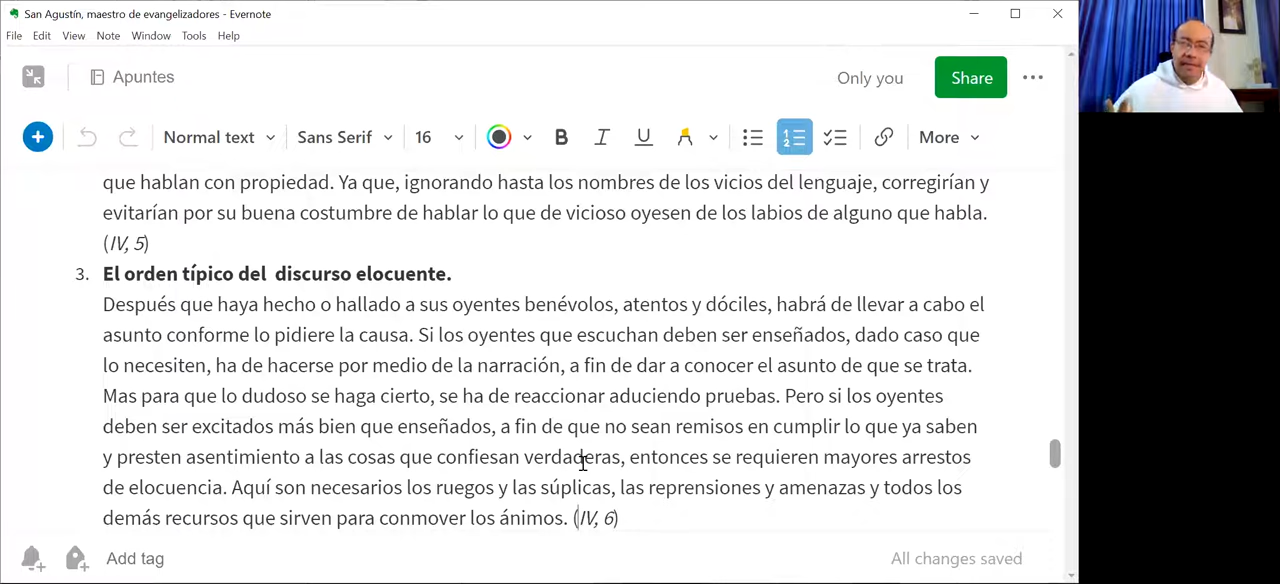 San Agustín, maestro de evangelizadores - Evernote
File Edit View Note Window Tools Help
Apuntes
Only you
Share
Normal text
Sans Serif
16
B I U
More
que hablan con propiedad. Ya que, ignorando hasta los nombres de los vicios del lenguaje, corregirían y
evitarían por su buena costumbre de hablar lo que de vicioso oyesen de los labios de alguno que habla.
(IV, 5)
3. El orden típico del discurso elocuente.
Después que haya hecho o hallado a sus oyentes benévolos, atentos y dóciles, habrá de llevar a cabo el
asunto conforme lo pidiere la causa. Si los oyentes que escuchan deben ser enseñados, dado caso que
lo necesiten, ha de hacerse por medio de la narración, a fin de dar a conocer el asunto de que se trata.
Mas para que lo dudoso se haga cierto, se ha de reaccionar aduciendo pruebas. Pero si los oyentes
deben ser excitados más bien que enseñados, a fin de que no sean remisos en cumplir lo que ya saben
y presten asentimiento a las cosas que confiesan verdaderas, entonces se requieren mayores arrestos
de elocuencia. Aquí son necesarios los ruegos y las súplicas, las reprensiones y amenazas y todos los
demás recursos que sirven para conmover los ánimos. (IV, 6)
Add tag
All changes saved